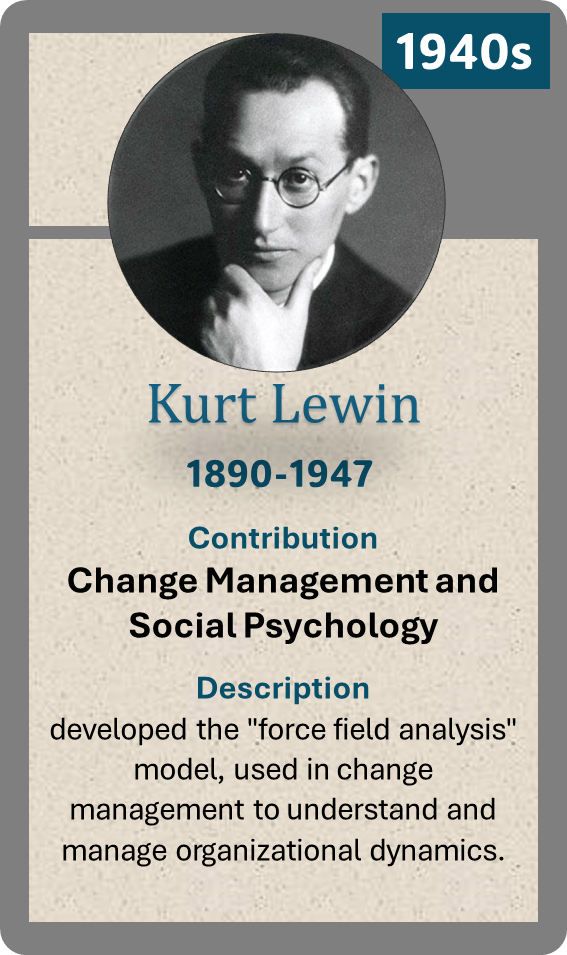 1940s
Kurt Lewin
1890-1947
Contribution
Change Management and
Social Psychology
Description
developed the "force field analysis"
model, used in change
management to understand and
manage organizational dynamics.